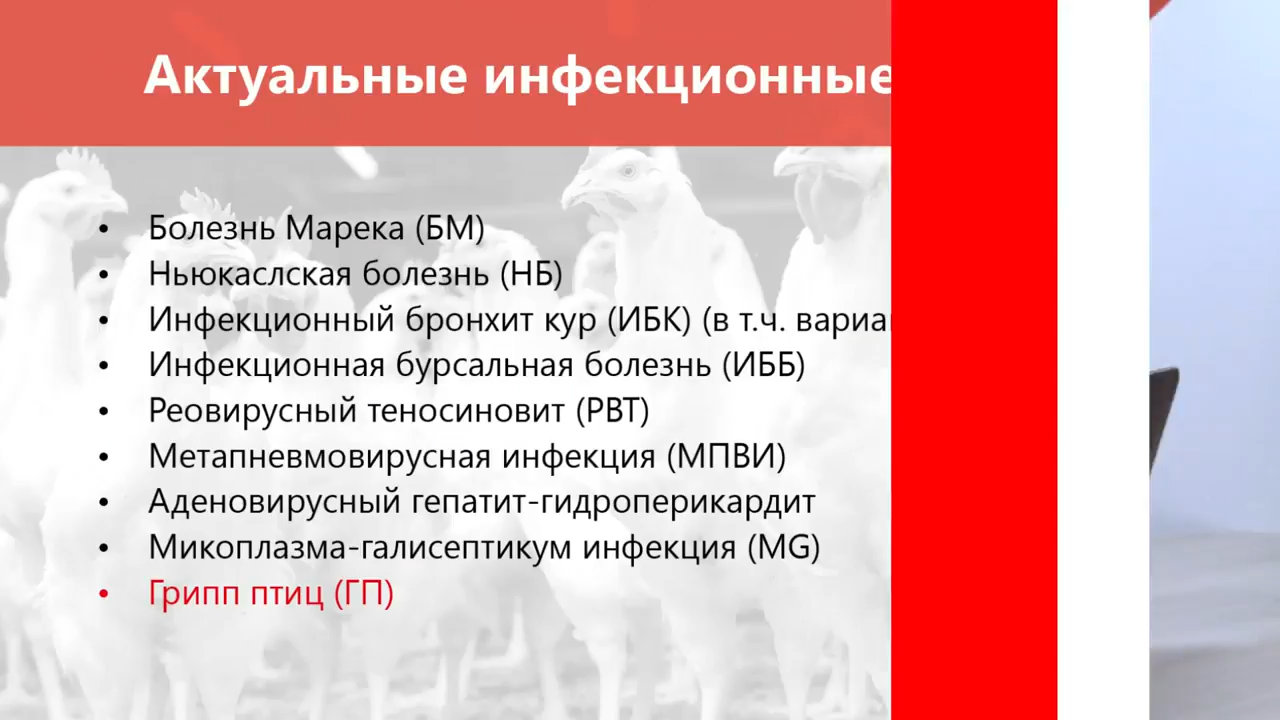 Актуальные инфекционные
• Болезнь Марека (БМ)
• Ньюкаслская болезнь (НБ)
• Инфекционный бронхит кур (ИБК) (в т.ч.
• Инфекционная бурсальная болезнь (ИББ)
• Реовирусный теносиновит (РВТ)
• Метапневмовирусная инфекция (МПВИ)
• Аденовирусный гепатит-гидроперикардит
• Микоплазма-галисептикум инфекция (MG)
• Грипп птиц (ГП)